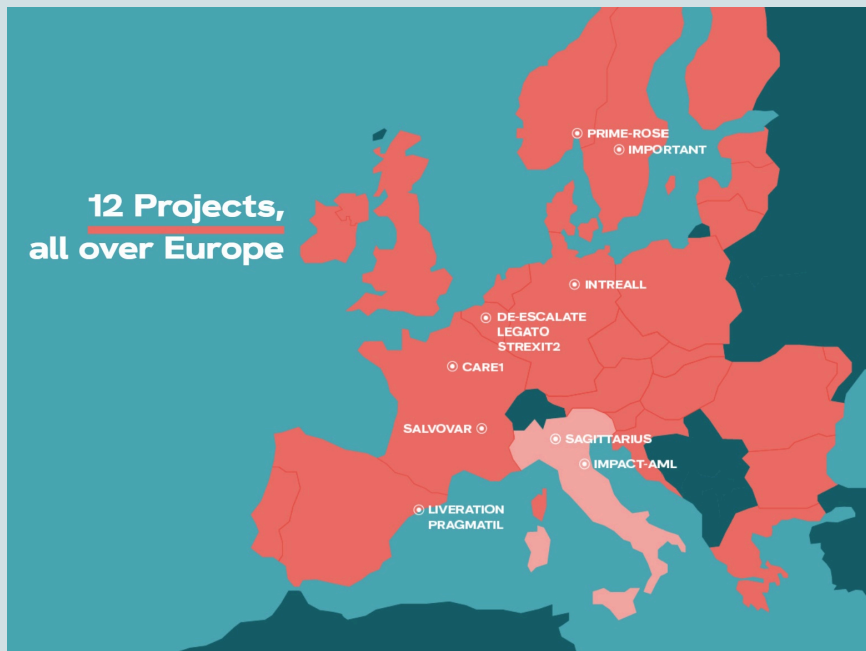 12 Projects,
all over Europe
PRIME-ROSE
IMPORTANT
INTREALL
DE-ESCALATE
LEGATO
STREXIT2
CARE1
SALVOVAR
SAGITTARIUS
IMPACT-AML
LIVERATION
PRAGMATIL